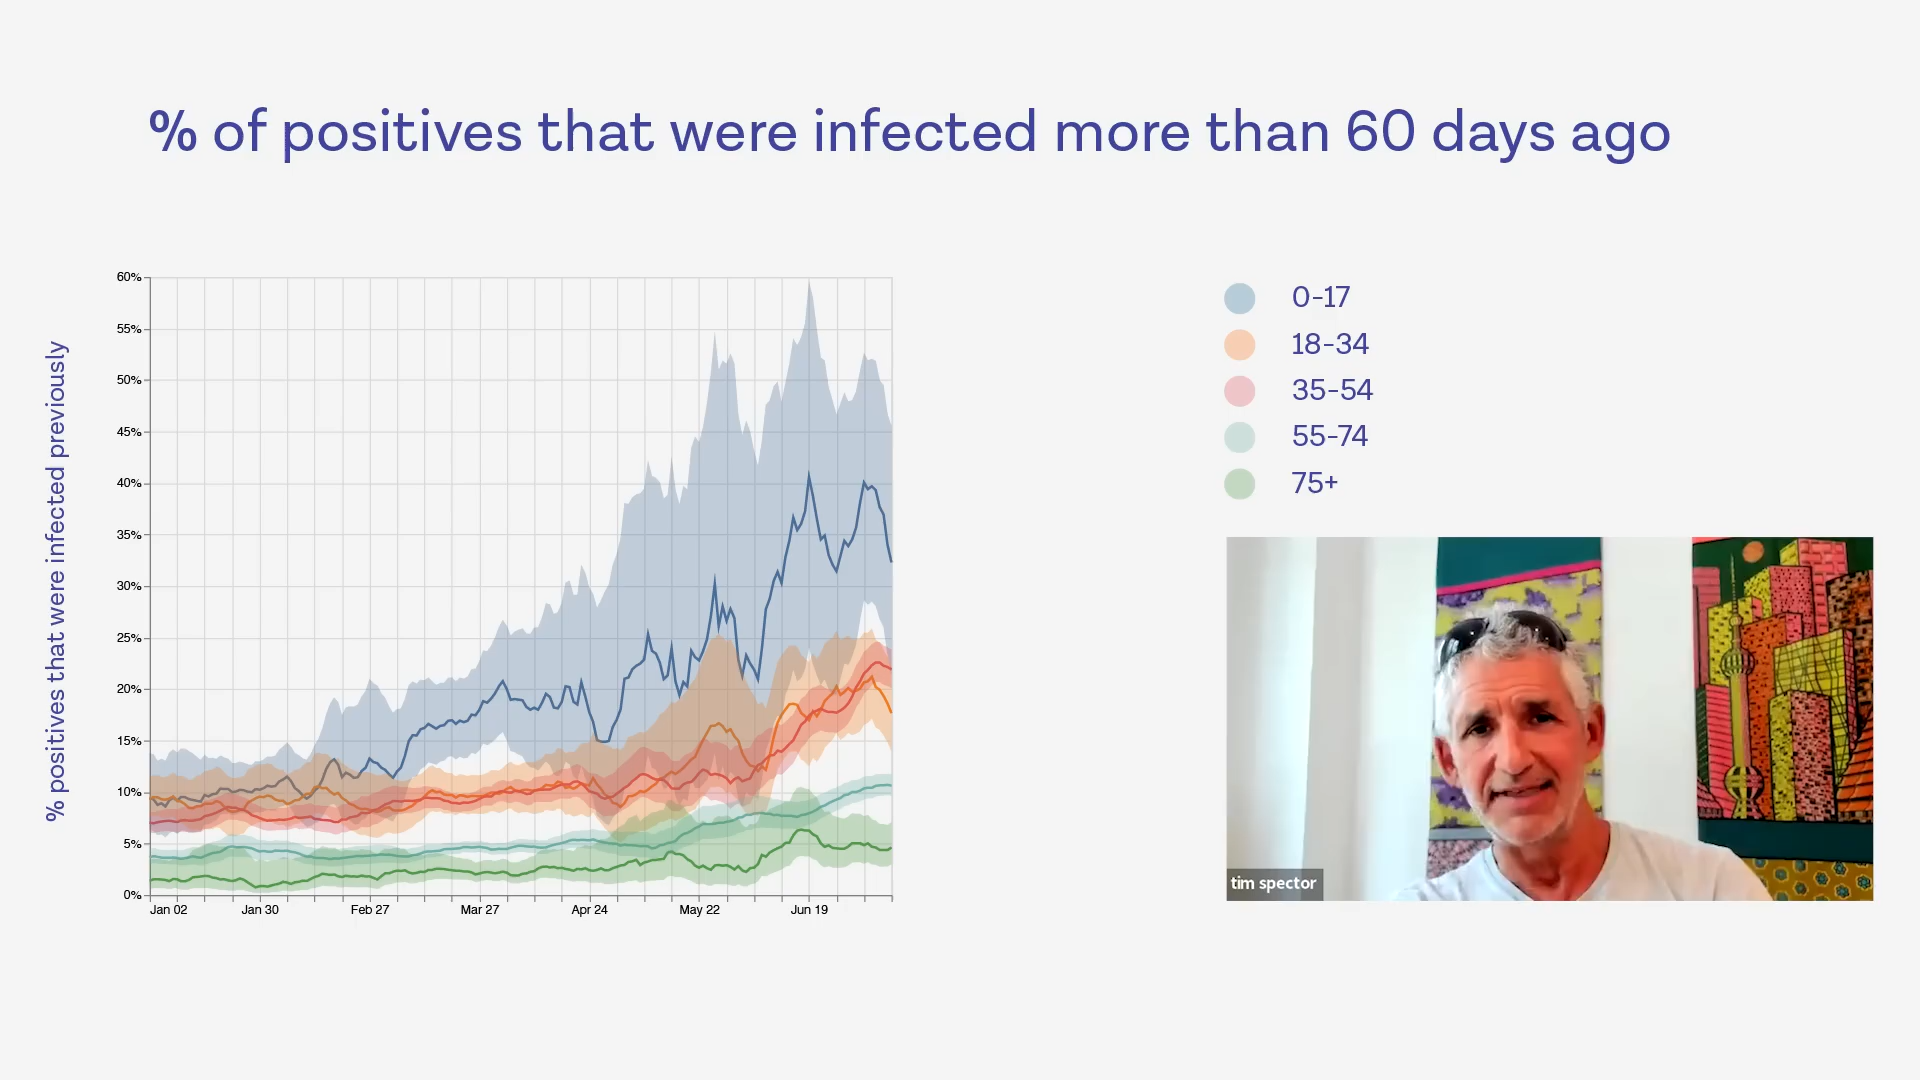 % of positives that were infected more than 60 days ago
% positives that were infected previously
60%
55%
50%
45%
40%
35%
30%
25%
20%
15%
10%
5%
0%
Jan 02
Jan 30
Feb 27
Mar 27
Apr 24
May 22
Jun 19
0-17
18-34
35-54
55-74
75+
tim spector